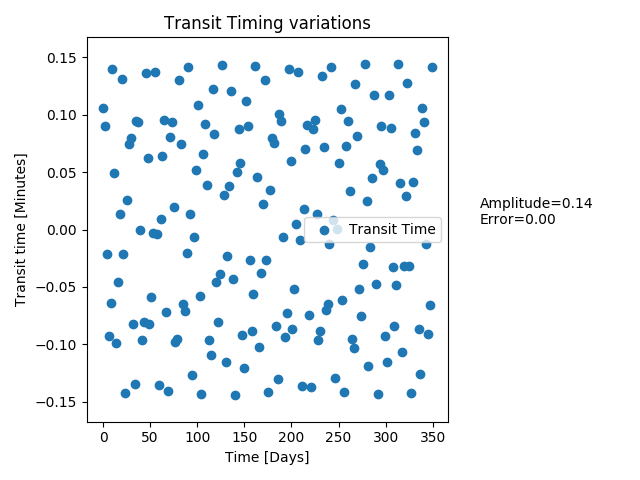 Transit Timing variations
0.15
0.10
0.05
0.00
−0.05
−0.10
−0.15
Transit time [Minutes]
Transit Time
Amplitude=0.14
Error=0.00
0 50 100 150 200 250 300 350
Time [Days]